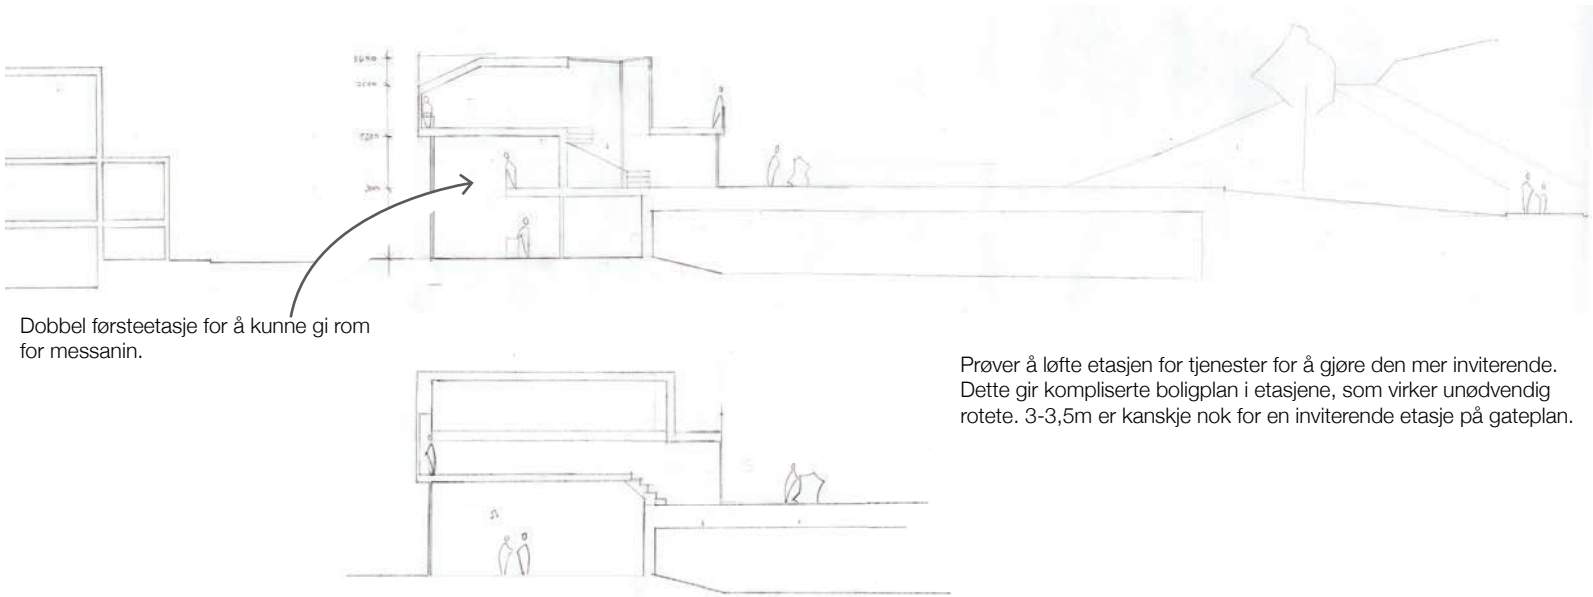 Dobbel førsteetasje for å kunne gi rom
for messanin.
Prøver å løfte etasjen for tjenester for å gjøre den mer inviterende.
Dette gir kompliserte boligplan i etasjene, som virker unødvendig
rotete. 3-3,5m er kanskje nok for en inviterende etasje på gateplan.